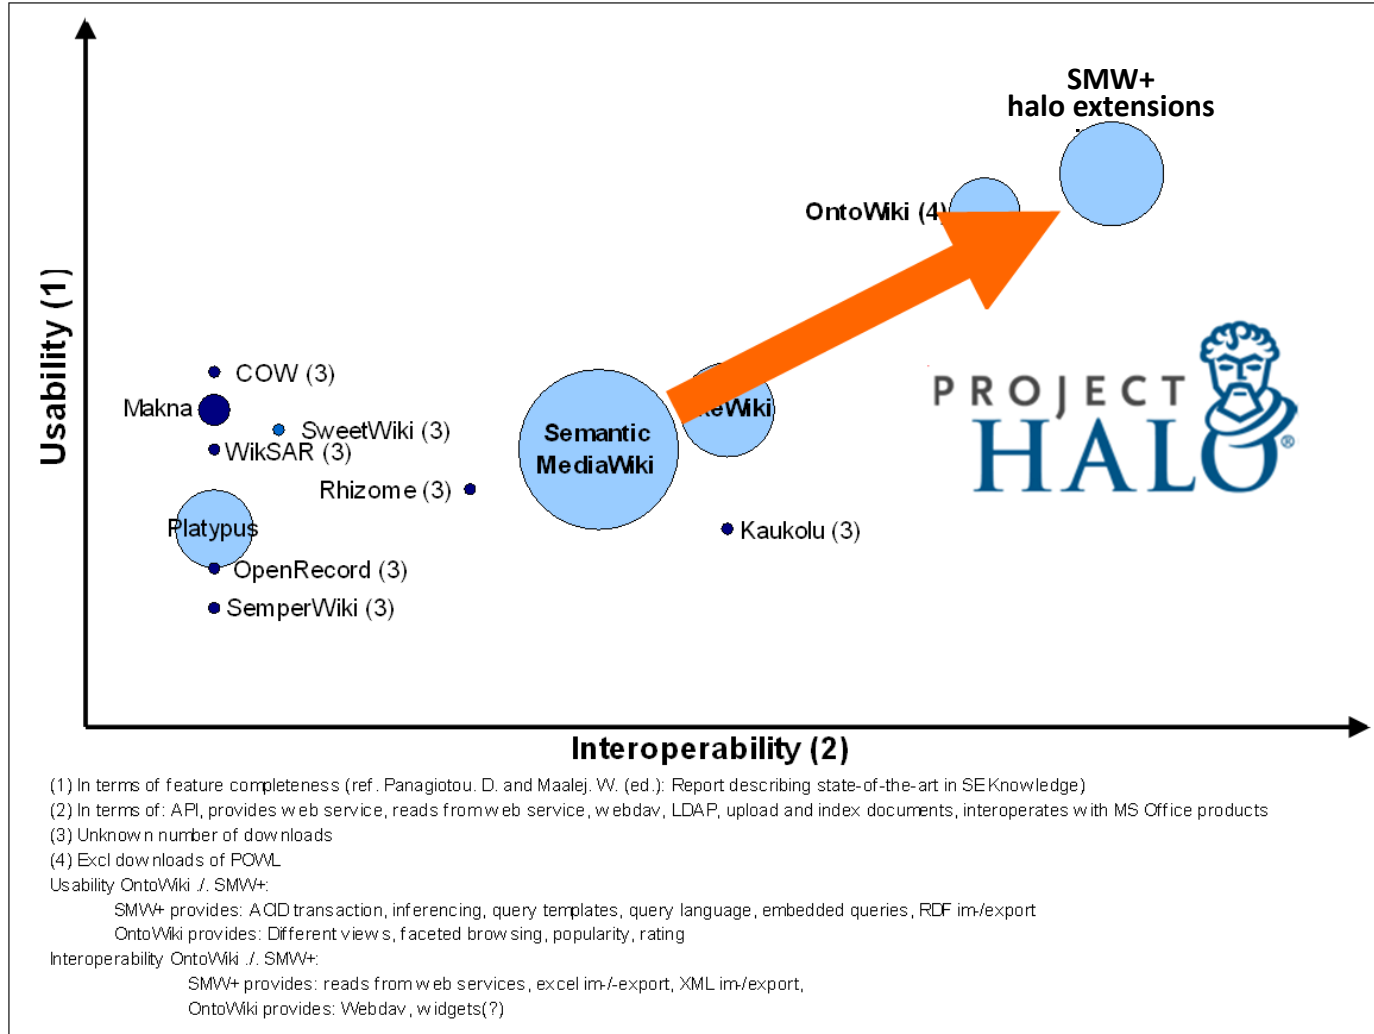 SMW+
halo extensions
OntoWiki (4)
Usability (1)
PROJECT
HALO®
COW (3)
Makna
SweetWiki (3)
WikSAR (3)
Semantic
MediaWiki
eWiki
Rhizome (3)
Platypus
Kaukolu (3)
OpenRecord (3)
SemperWiki (3)
Interoperability (2)
(1) In terms of feature completeness (ref. Panagiotou. D. and Maalej. W. (ed.): Report describing state-of-the-art in SEKnowledge)
(2) In terms of: API, provides web service, reads from web service, webdav, LDAP, upload and index documents, interoperates with MS Office products
(3) Unknown number of downloads
(4) Excl downloads of POWL
Usability OntoWiki ./. SMW+:
SMW+ provides: ACID transaction, inferencing, query templates, query language, embedded queries, RDF im-/export
OntoWiki provides: Different views, faceted browsing, popularity, rating
Interoperability OntoWiki ./. SMW+:
SMW+ provides: reads from web services, excel im-/-export, XML im-/export,
OntoWiki provides: Webdav, widgets(?)